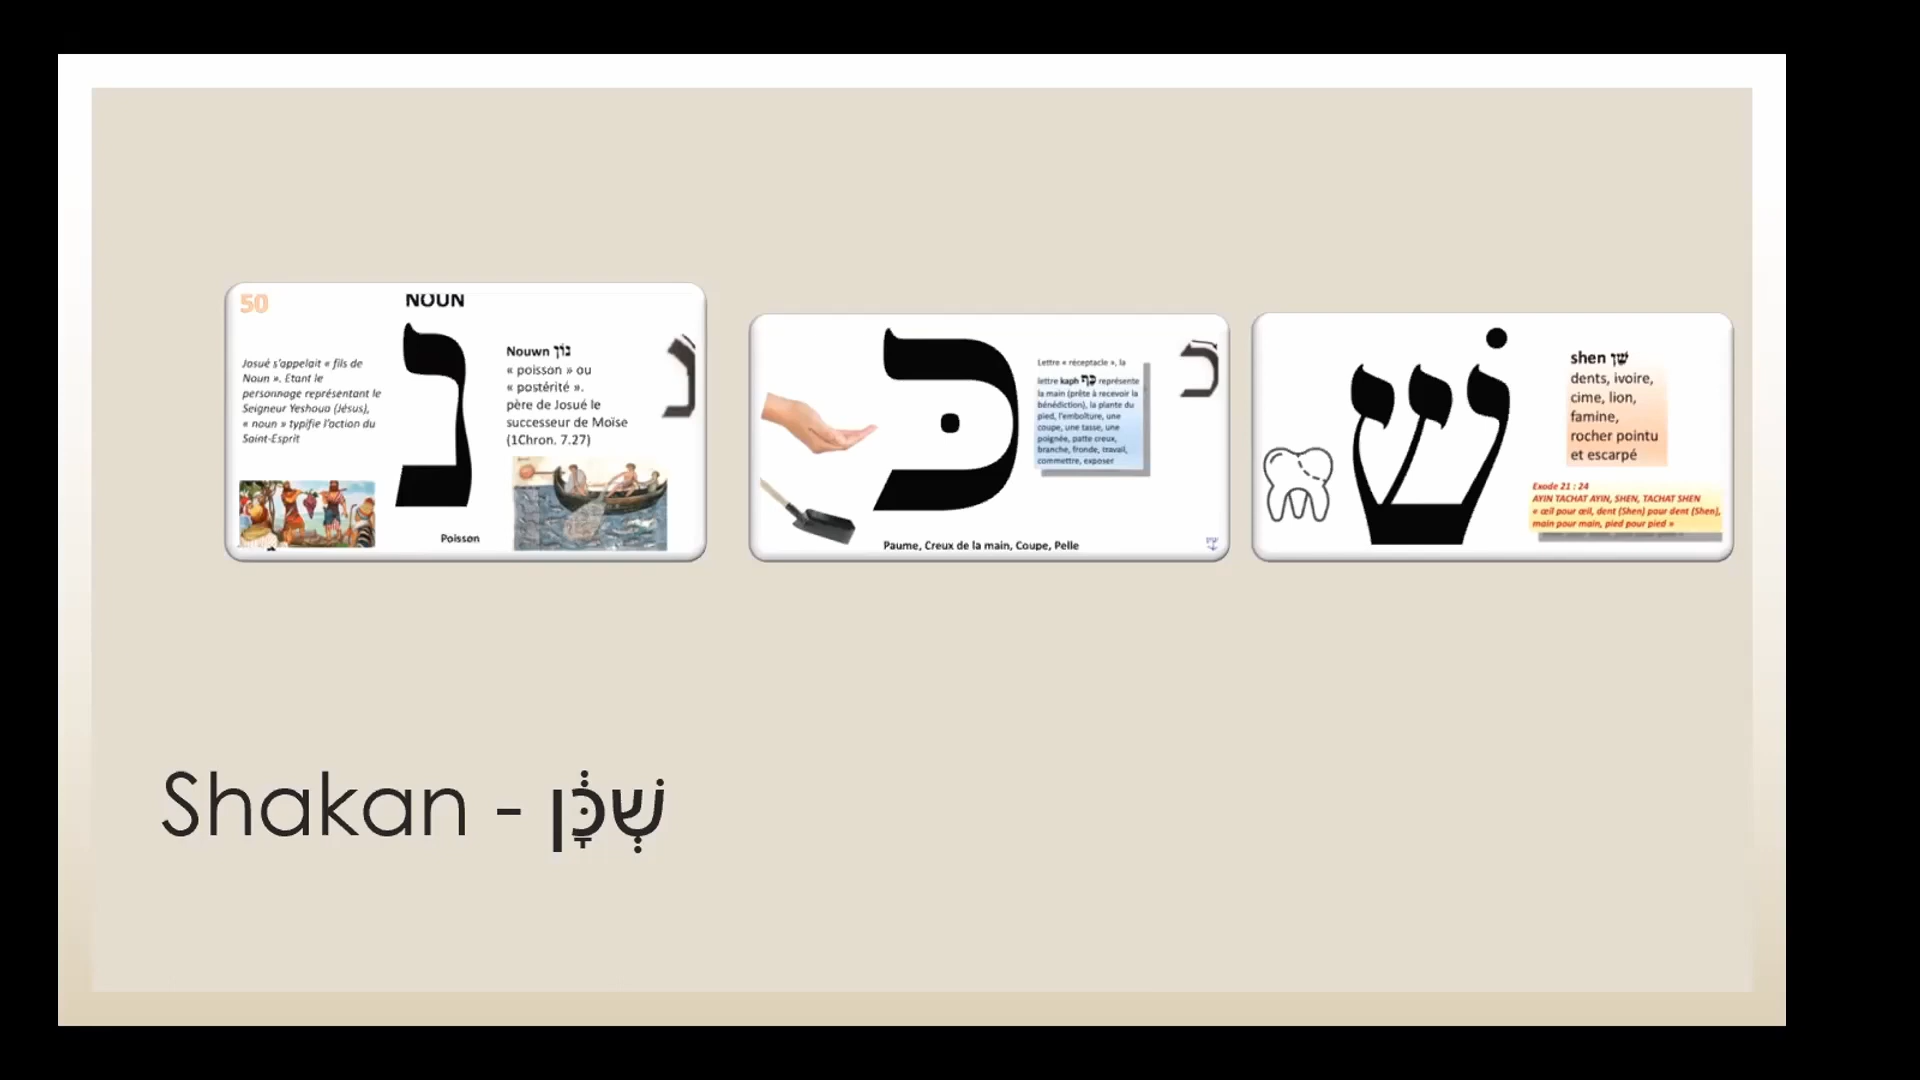 50
NOUN
Josué s'appelait « fils de
Noun ». Etant le
personnage représentant le
Seigneur Yeshoua (Jésus),
« noun » typifie l'action du
Saint-Esprit
נ
Nouwn נוֹן
« poisson » ou
« postérité ».
père de Josué le
successeur de Moïse
(1Chron. 7.27)
Poisson
כּ
Lettre « réceptacle », la
lettre kaph כַּף représente
la main (prête à recevoir la
bénédiction), la plante du
pied, l'emboîture, une
coupe, une tasse, une
poignée, patte creux,
branche, fronde, travail,
commettre, exposer
כ
Paume, Creux de la main, Coupe, Pelle
שׁ
shen שֵׁן
dents, ivoire,
cime, lion,
famine,
rocher pointu
et escarpé
Exode 21 : 24
AYIN TACHAT AYIN, SHEN, TACHAT SHEN
« œil pour œil, dent (Shen) pour dent (Shen),
main pour main, pied pour pied »
Shakan - שְׁכָּ֔ן